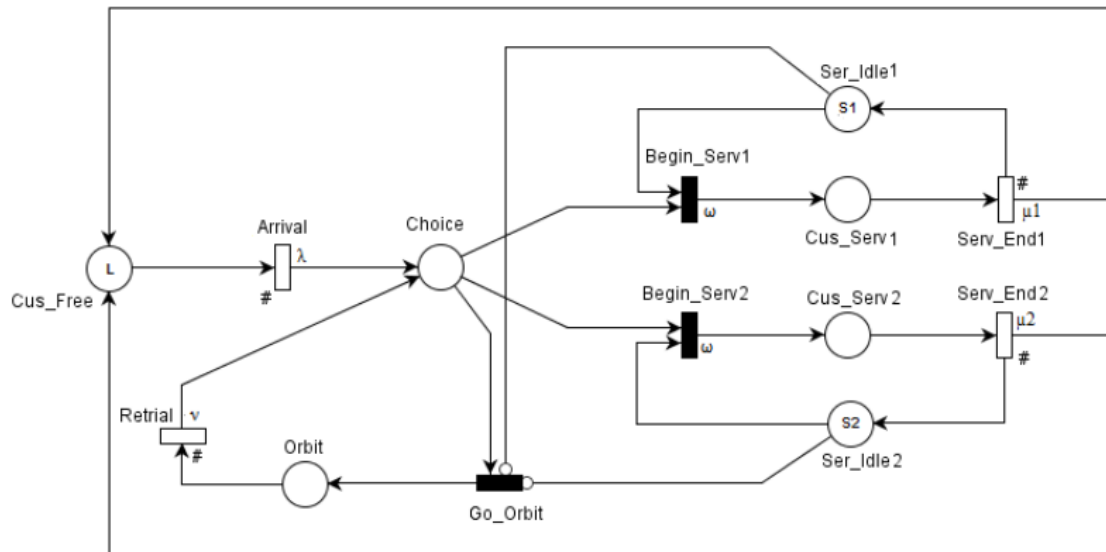 Ser_Idle1
S1
Begin_Serv1
#
ω
μ1
Arrival
Choice
Cus_Serv1
Serv_End1
λ
L
Cus_Free
#
Begin_Serv2
Cus_Serv2
Serv_End2
μ2
ω
#
Retrial
ν
#
Orbit
S2
Ser_Idle2
Go_Orbit